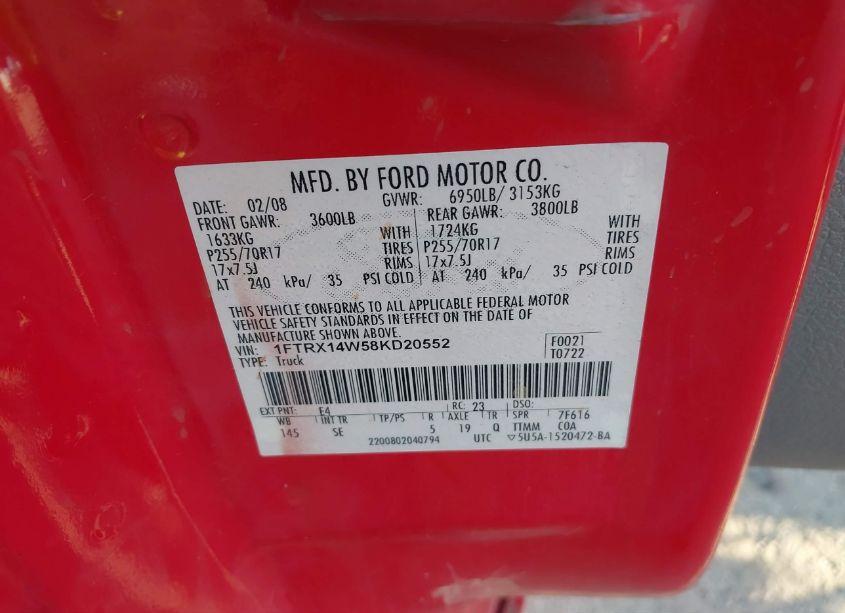 MFD. BY FORD MOTOR CO.
DATE: 02/08 GVWR: 6950LB/ 3153KG
FRONT GAWR: 3600LB REAR GAWR: 3800LB
1633KG WITH 1724KG WITH
P255/70R17 TIRES P255/70R17 TIRES
17x7.5J RIMS 17x7.5J RIMS
AT 240 kPa/ 35 PSI COLD AT 240 kPa/ 35 PSI COLD
THIS VEHICLE CONFORMS TO ALL APPLICABLE FEDERAL MOTOR
VEHICLE SAFETY STANDARDS IN EFFECT ON THE DATE OF
MANUFACTURE SHOWN ABOVE.
VIN: 1FTRX14W58KD20552 F0021
TYPE: Truck T0722
EXT PNT: E4 RC: 23 DSO:
WB INT TR TP/PS R AXLE TR SPR 7F6T6
145 SE 5 19 Q TTMM COA
2200802040794 UTC ▽5U5A-1520472-BA